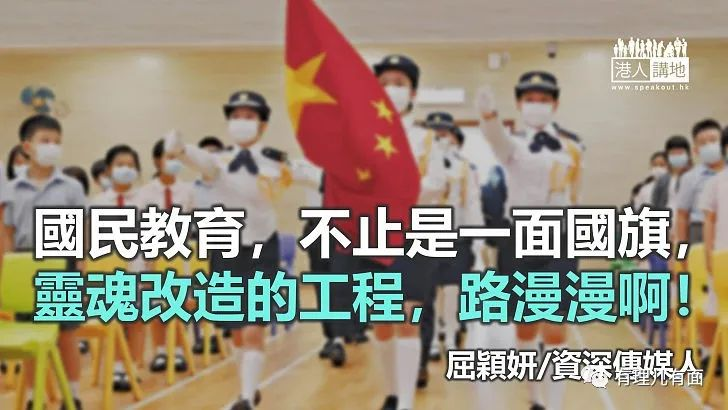 港人講地
www.speakout.hk
國民教育，不止是一面國旗，
靈魂改造的工程，路漫漫啊！
屈穎妍/資深傳媒人
有理儿有面